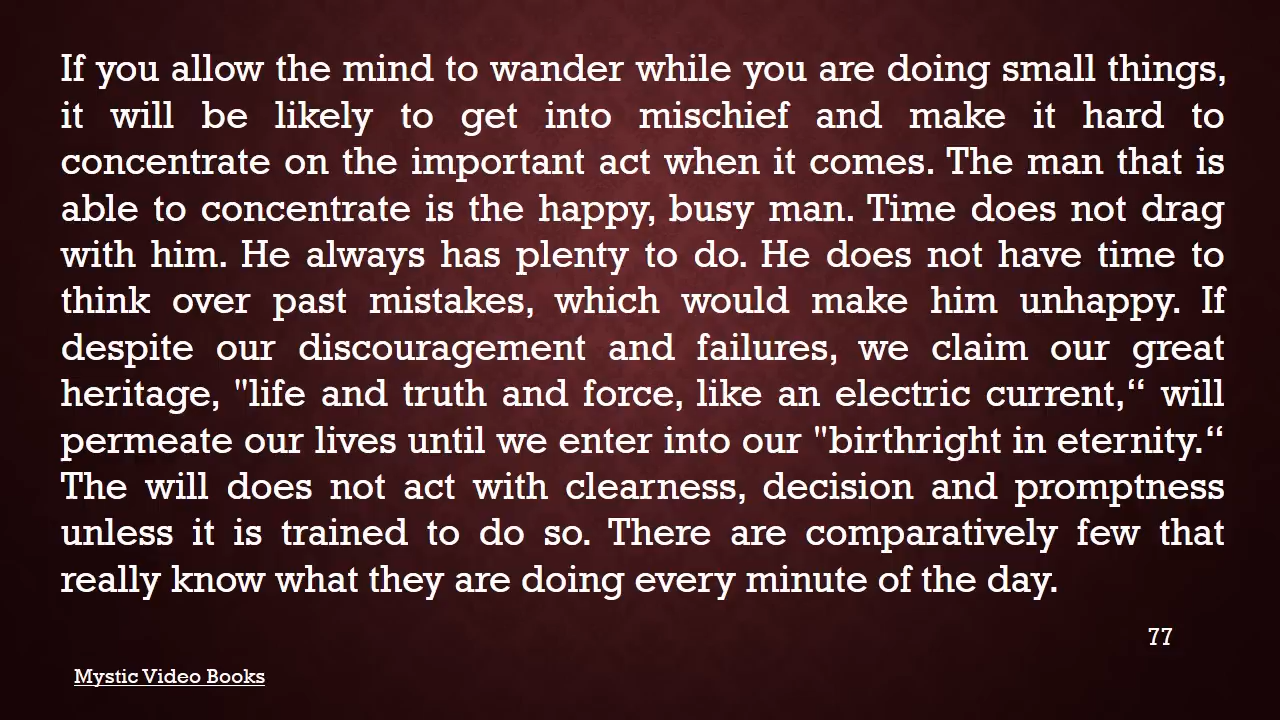 If you allow the mind to wander while you are doing small things,
it will be likely to get into mischief and make it hard to
concentrate on the important act when it comes. The man that is
able to concentrate is the happy, busy man. Time does not drag
with him. He always has plenty to do. He does not have time to
think over past mistakes, which would make him unhappy. If
despite our discouragement and failures, we claim our great
heritage, "life and truth and force, like an electric current,“ will
permeate our lives until we enter into our "birthright in eternity.“
The will does not act with clearness, decision and promptness
unless it is trained to do so. There are comparatively few that
really know what they are doing every minute of the day.
77
Mystic Video Books